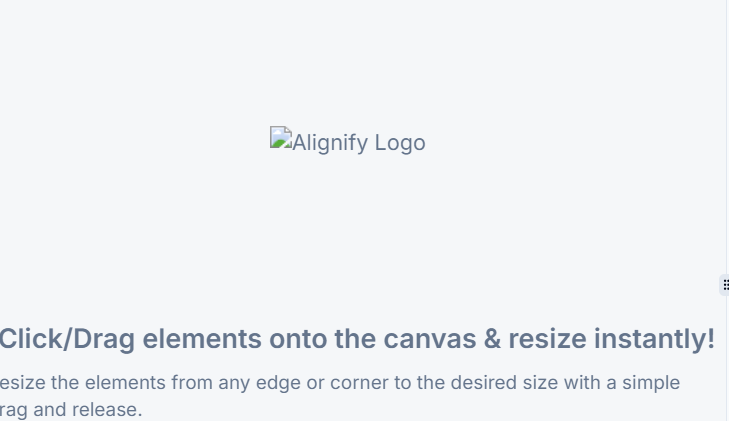 Alignify Logo
Click/Drag elements onto the canvas & resize instantly!
esize the elements from any edge or corner to the desired size with a simple
rag and release.